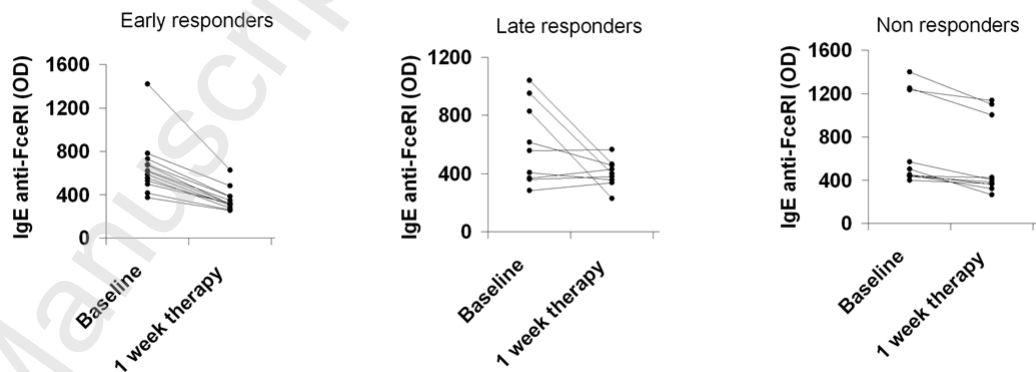 Early responders
IgE anti-FceRI (OD)
1600
1200
800
400
0
Baseline
1 week therapy
Late responders
IgE anti-FceRI (OD)
1200
800
400
0
Baseline
1 week therapy
Non responders
IgE anti-FceRI (OD)
1600
1200
800
400
0
Baseline
1 week therapy
Manuscrip